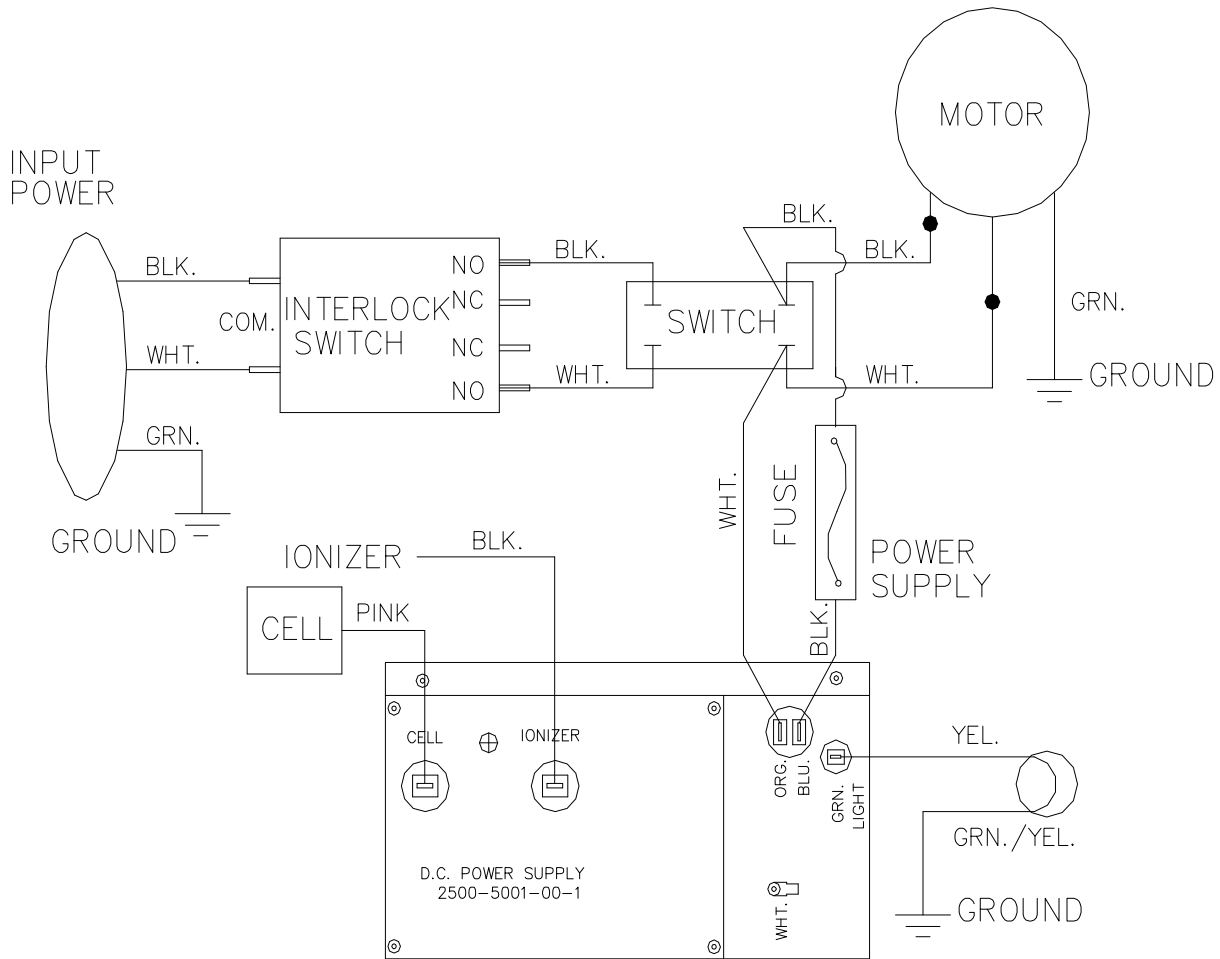 MOTOR
INPUT
POWER
BLK.
BLK.
BLK.
BLK.
NO
NC
NC
NO
INTERLOCK
SWITCH
COM.
SWITCH
GRN.
WHT.
WHT.
WHT.
GROUND
GRN.
GROUND
WHT.
FUSE
BLK.
IONIZER
POWER
SUPPLY
CELL
PINK
BLK.
CELL
IONIZER
YEL.
ORG.
BLU.
GRN.
LIGHT
GRN./YEL.
D.C. POWER SUPPLY
2500-5001-00-1
WHT.
GROUND